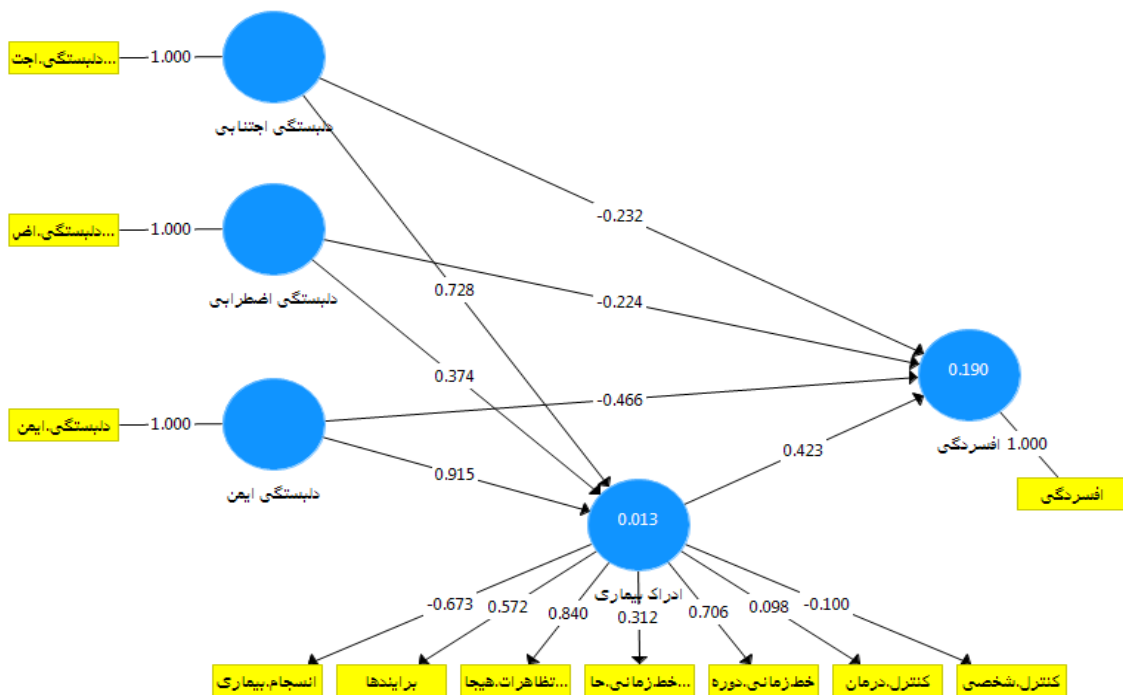 دلبستگی.اجت...
1.000
دلبستگی اجتنابی
-0.232
دلبستگی.اض...
1.000
دلبستگی اضطرابی
0.728
-0.224
0.374
0.190
دلبستگی.ایمن
1.000
دلبستگی ایمن
-0.466
0.915
0.423
افسردگی
1.000
افسردگی
0.013
ادراک بیماری
-0.673
0.572
0.840
0.312
0.706
0.098
-0.100
انسجام.بیماری
برایندها
تظاهرات.هیجا...
خط.زمانی.حا...
خط.زمانی.دوره
کنترل.درمان
کنترل.شخصی